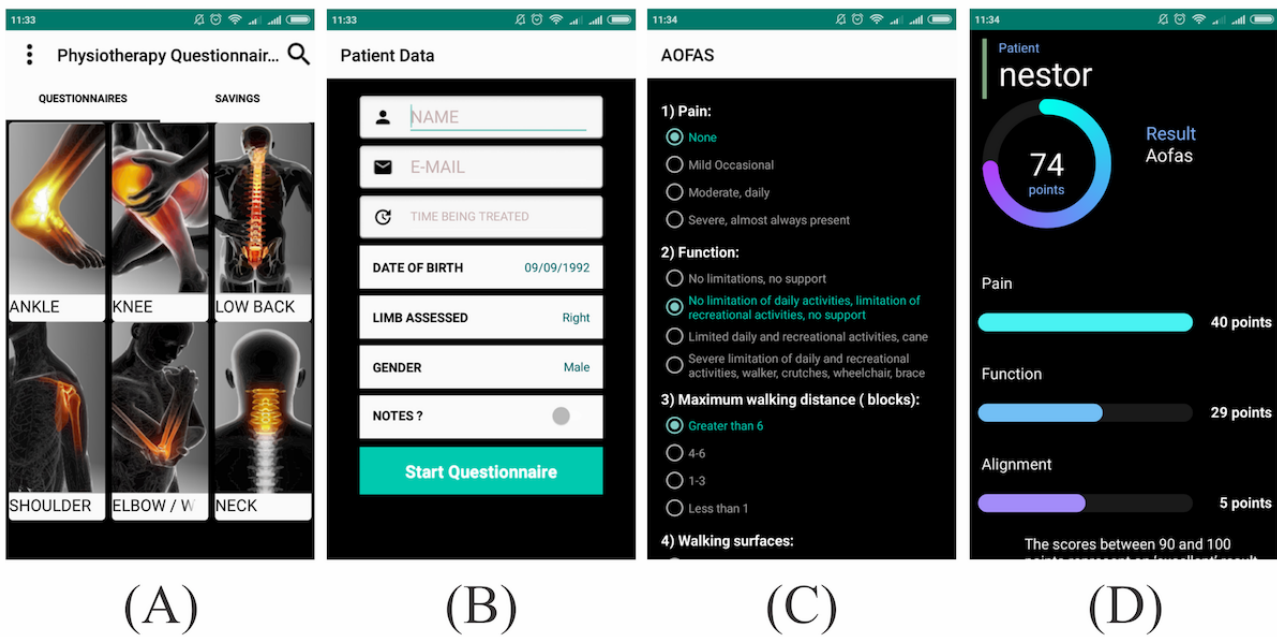 11:33
Physiotherapy Questionnair...
QUESTIONNAIRES SAVINGS
ANKLE KNEE LOW BACK
SHOULDER ELBOW / W NECK
(A)
11:33
Patient Data
NAME
E-MAIL
TIME BEING TREATED
DATE OF BIRTH 09/09/1992
LIMB ASSESSED Right
GENDER Male
NOTES ?
Start Questionnaire
(B)
11:34
AOFAS
1) Pain:
None
Mild Occasional
Moderate, daily
Severe, almost always present
2) Function:
No limitations, no support
No limitation of daily activities, limitation of
recreational activities, no support
Limited daily and recreational activities, cane
Severe limitation of daily and recreational
activities, walker, crutches, wheelchair, brace
3) Maximum walking distance ( blocks):
Greater than 6
4-6
1-3
Less than 1
4) Walking surfaces:
(C)
11:34
Patient
nestor
74
points
Result
Aofas
Pain
40 points
Function
29 points
Alignment
5 points
The scores between 90 and 100
(D)